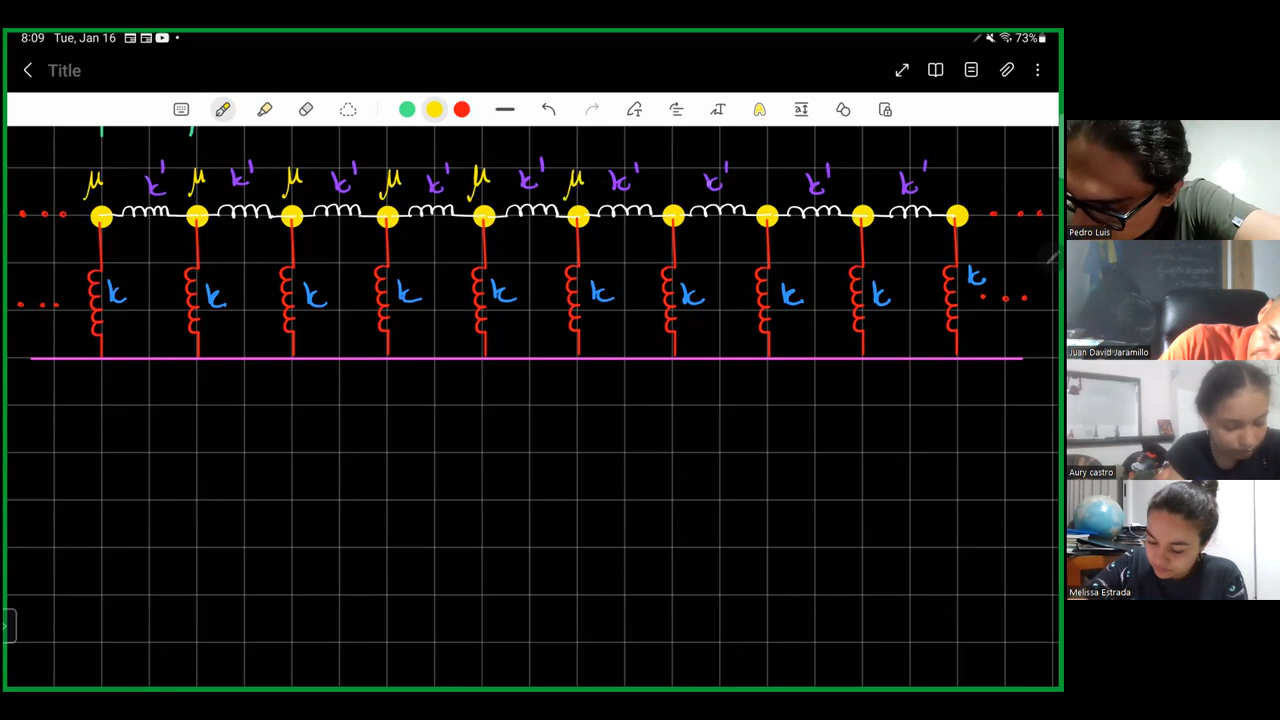 8:09 Tue, Jan 16 73%
Title
μ k' μ k' μ k' μ k' μ k' μ k' k' k' k'
k k k k k k k k k k
Pedro Luis
Juan David Jaramillo
Aury castro
Melissa Estrada